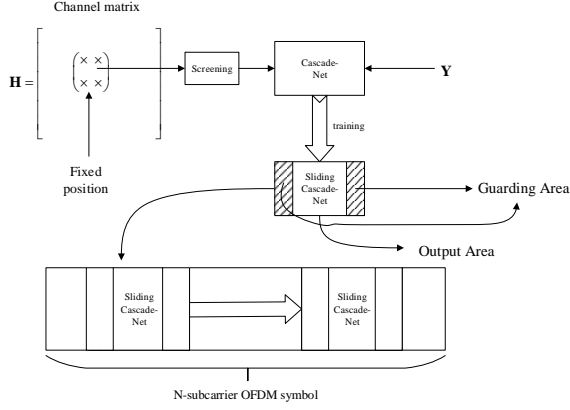 Channel matrix
H =
× ×
× ×
Screening
Cascade-
Net
Y
training
Fixed
position
Sliding
Cascade-
Net
Guarding Area
Output Area
Sliding
Cascade-
Net
Sliding
Cascade-
Net
N-subcarrier OFDM symbol